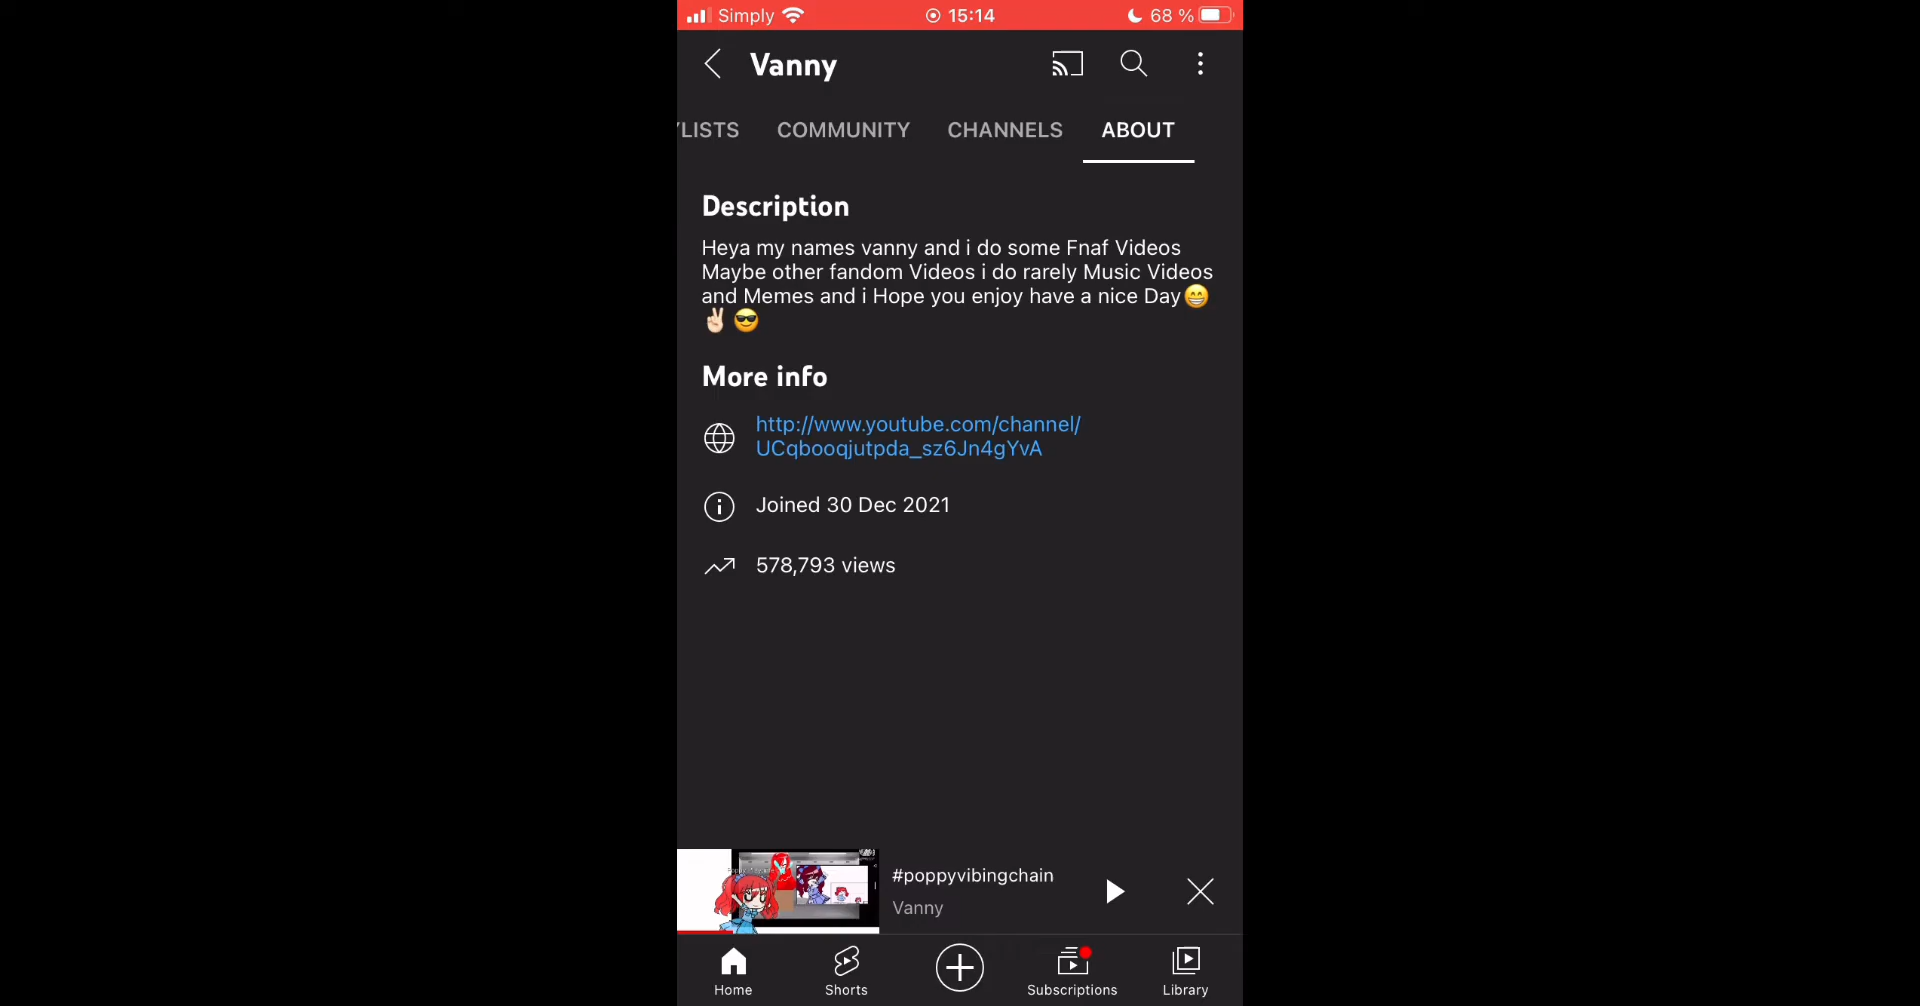 Simply 15:14 68 %
Vanny
YLISTS COMMUNITY CHANNELS ABOUT
Description
Heya my names vanny and i do some Fnaf Videos
Maybe other fandom Videos i do rarely Music Videos
and Memes and i Hope you enjoy have a nice Day😁
✌🏻😎
More info
http://www.youtube.com/channel/
UCqbooqjutpda_sz6Jn4gYvA
Joined 30 Dec 2021
578,793 views
#poppyvibingchain
Vanny
Home Shorts Subscriptions Library